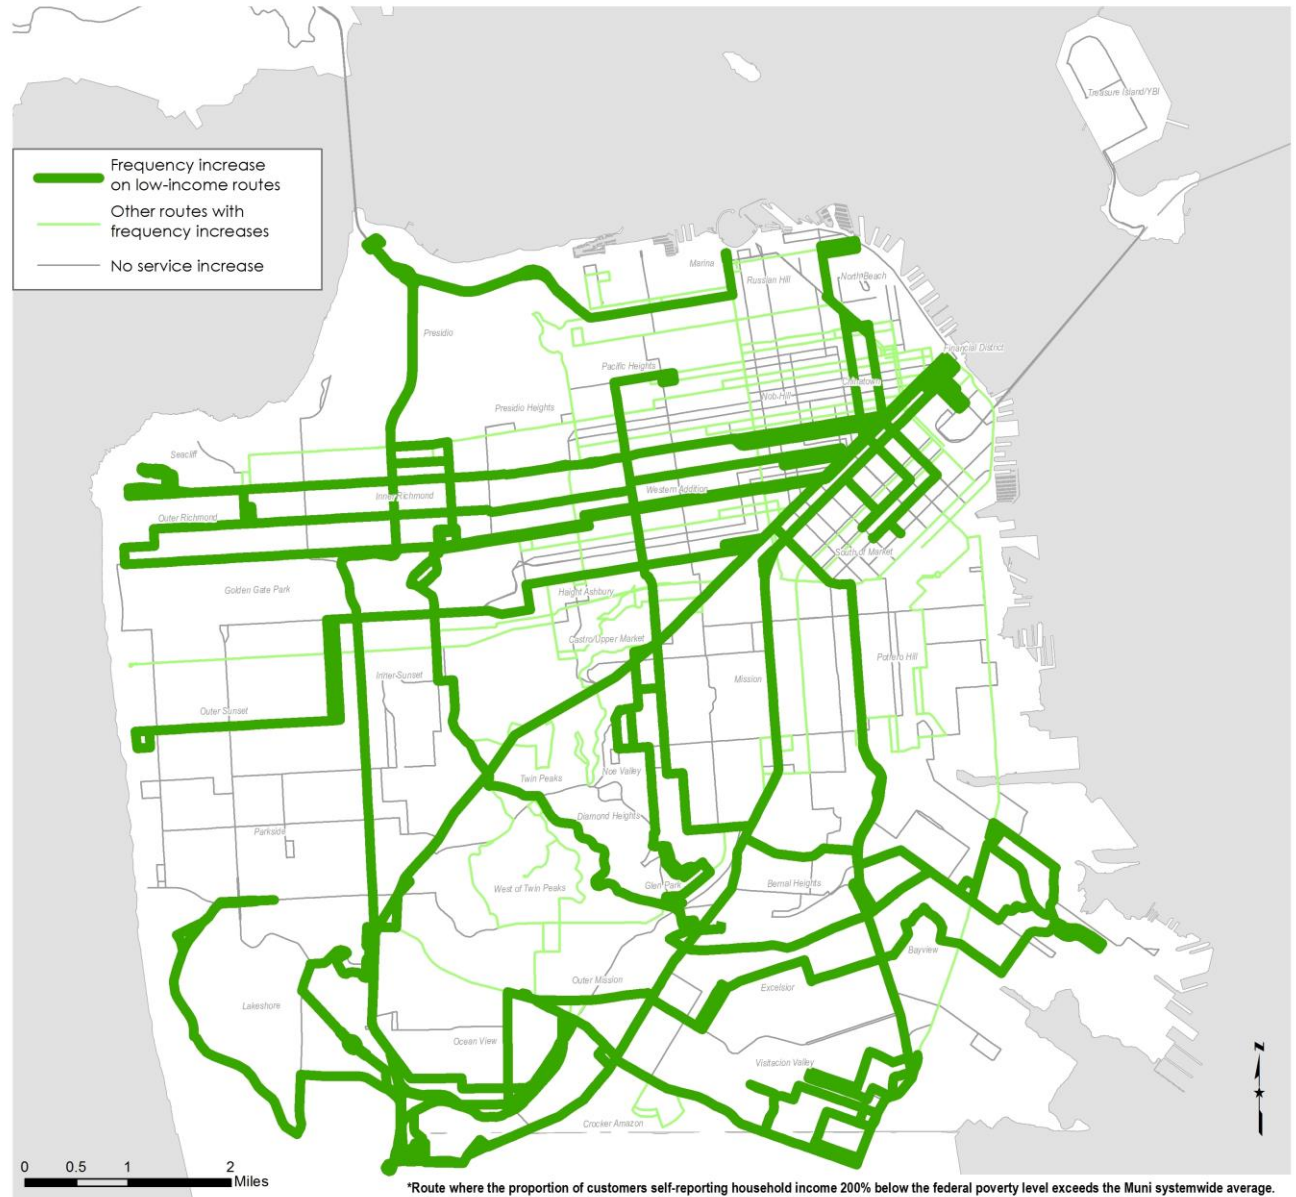 Treasure Island/YBI
Frequency increase
on low-income routes
Other routes with
frequency increases
No service increase
Marina
Russian Hill
North Beach
Presidio
Financial District
Pacific Heights
Chinatown
Nob Hill
Presidio Heights
Seacliff
Inner Richmond
Western Addition
Outer Richmond
South of Market
Golden Gate Park
Haight Ashbury
Castro/Upper Market
Potrero Hill
Inner Sunset
Mission
Outer Sunset
Twin Peaks
Noe Valley
Diamond Heights
Parkside
West of Twin Peaks
Glen Park
Bernal Heights
Bayview
Outer Mission
Excelsior
Lakeshore
Ocean View
Visitacion Valley
Crocker Amazon
N
0 0.5 1 2
Miles
*Route where the proportion of customers self-reporting household income 200% below the federal poverty level exceeds the Muni systemwide average.